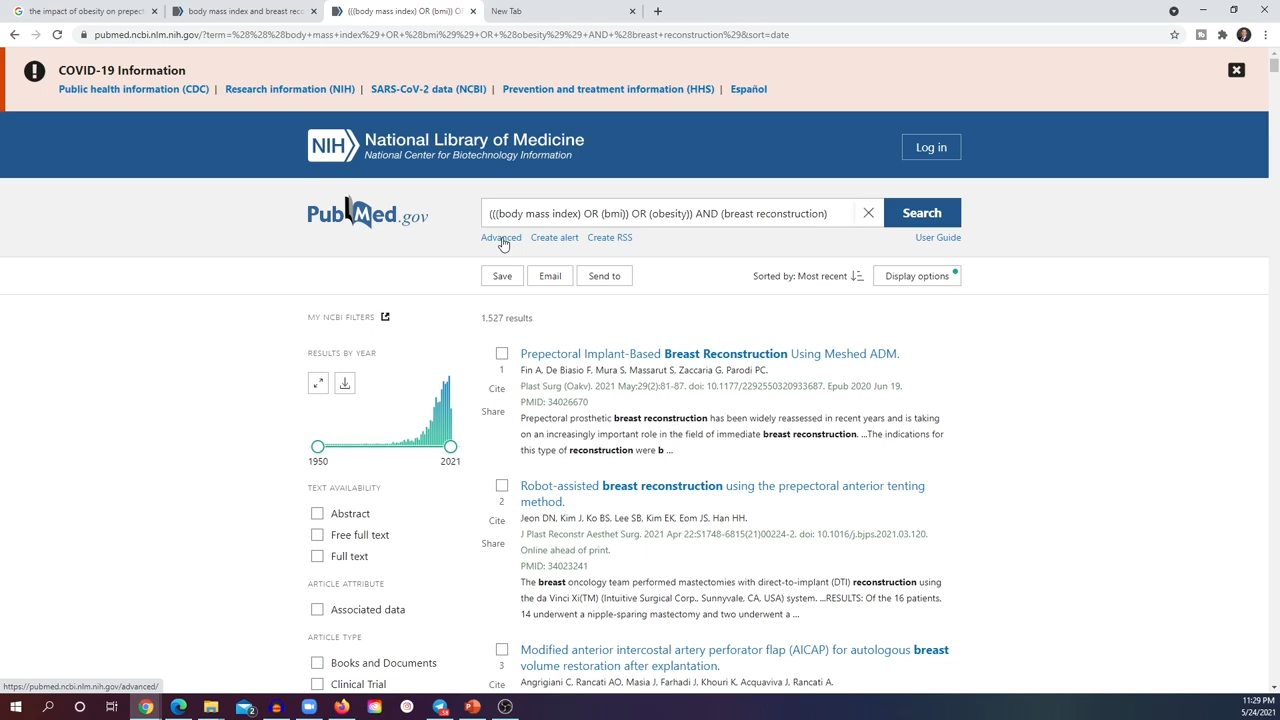 the impact of obesity on prepect
body mass index and breast reco
(((body mass index) OR (bmi)) OR
New Tab
pubmed.ncbi.nlm.nih.gov/?term=%28%28%28body+mass+index%29+OR+%28bmi%29%29+OR+%28obesity%29%29+AND+%28breast+reconstruction%29&sort=date
COVID-19 Information
Public health information (CDC) | Research information (NIH) | SARS-CoV-2 data (NCBI) | Prevention and treatment information (HHS) | Español
NIH National Library of Medicine
National Center for Biotechnology Information
Log in
PubMed.gov
(((body mass index) OR (bmi)) OR (obesity)) AND (breast reconstruction)
Search
Advanced Create alert Create RSS
User Guide
Save Email Send to
Sorted by: Most recent
Display options
MY NCBI FILTERS
1,527 results
RESULTS BY YEAR
1950 2021
TEXT AVAILABILITY
Abstract
Free full text
Full text
ARTICLE ATTRIBUTE
Associated data
ARTICLE TYPE
Books and Documents
Clinical Trial
1
Cite
Share
Prepectoral Implant-Based Breast Reconstruction Using Meshed ADM.
Fin A, De Biasio F, Mura S, Massarut S, Zaccaria G, Parodi PC.
Plast Surg (Oakv). 2021 May;29(2):81-87. doi: 10.1177/2292550320933687. Epub 2020 Jun 19.
PMID: 34026670
Prepectoral prosthetic breast reconstruction has been widely reassessed in recent years and is taking
on an increasingly important role in the field of immediate breast reconstruction. ...The indications for
this type of reconstruction were b ...
2
Cite
Share
Robot-assisted breast reconstruction using the prepectoral anterior tenting
method.
Jeon DN, Kim J, Ko BS, Lee SB, Kim EK, Eom JS, Han HH.
J Plast Reconstr Aesthet Surg. 2021 Apr 22:S1748-6815(21)00224-2. doi: 10.1016/j.bjps.2021.03.120.
Online ahead of print.
PMID: 34023241
The breast oncology team performed mastectomies with direct-to-implant (DTI) reconstruction using
the da Vinci Xi(TM) (Intuitive Surgical Corp., Sunnyvale, CA, USA) system. ...RESULTS: Of the 16 patients,
14 underwent a nipple-sparing mastectomy and two underwent a ...
3
Cite
Modified anterior intercostal artery perforator flap (AICAP) for autologous breast
volume restoration after explantation.
Angrigiani C, Rancati AO, Masia J, Farhadi J, Khouri K, Acquaviva J, Rancati A.
https://pubmed.ncbi.nlm.nih.gov/advanced/
11:29 PM
5/24/2021